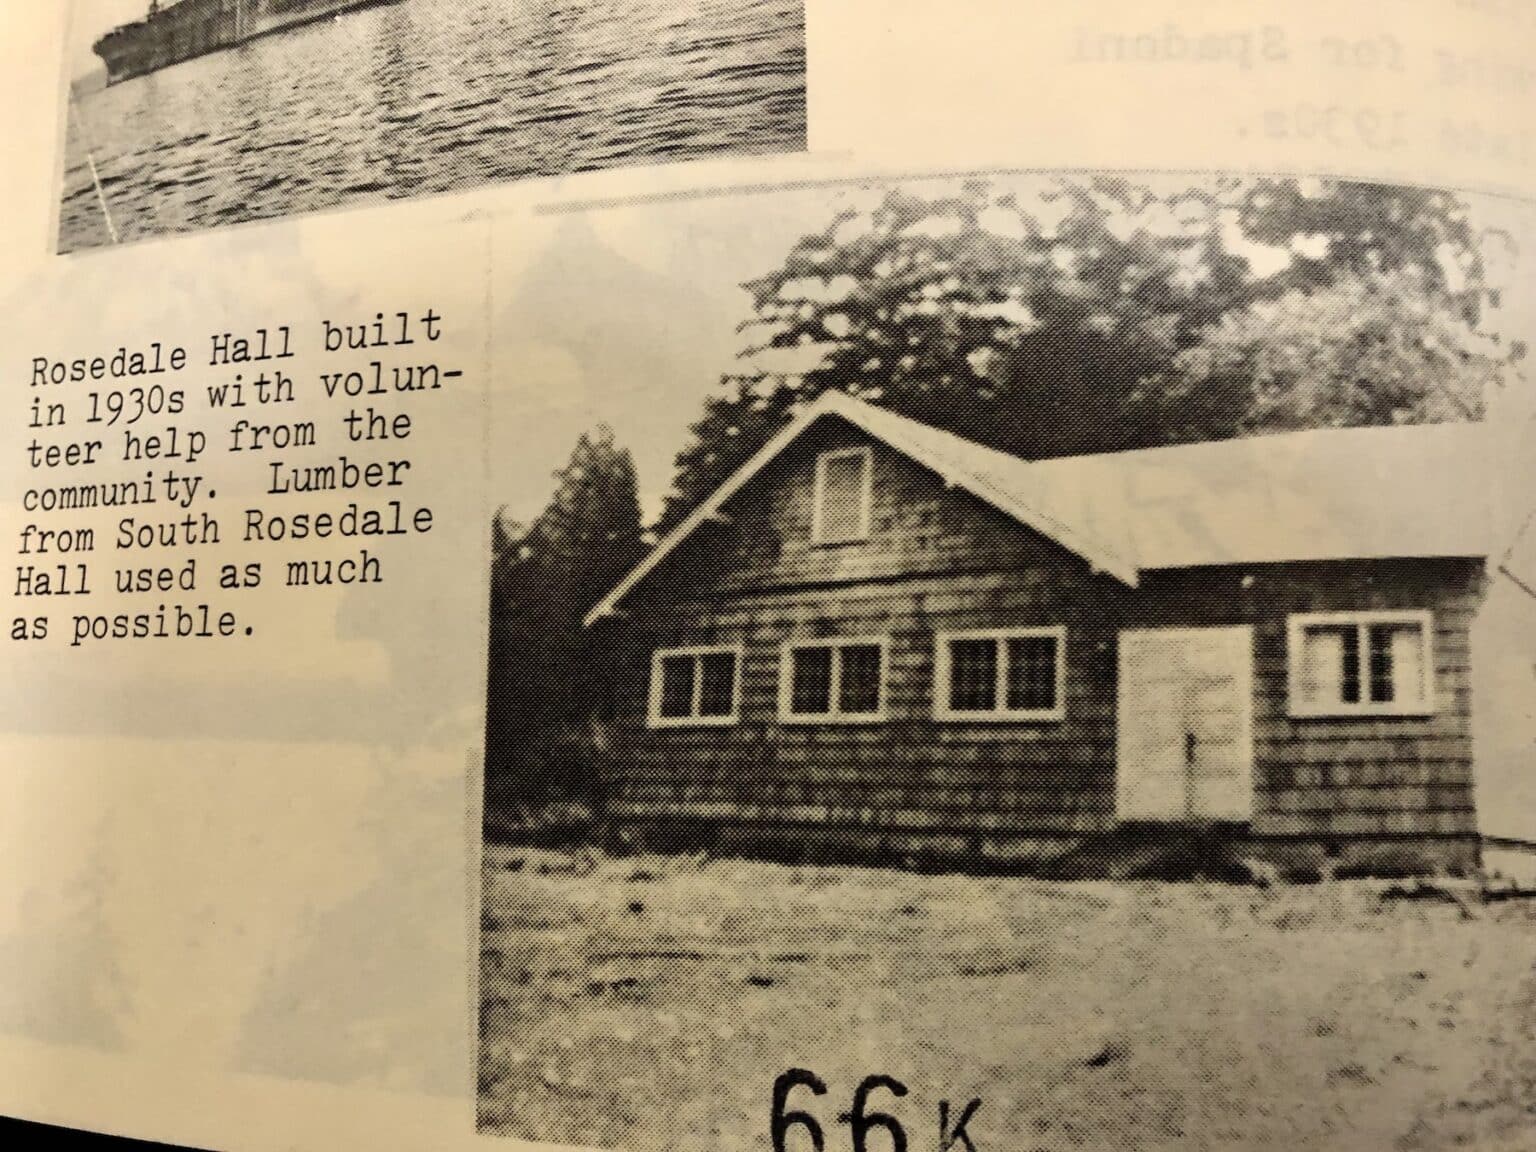 Rosedale Hall built
in 1930s with volun-
teer help from the
community. Lumber
from South Rosedale
Hall used as much
as possible.
66K